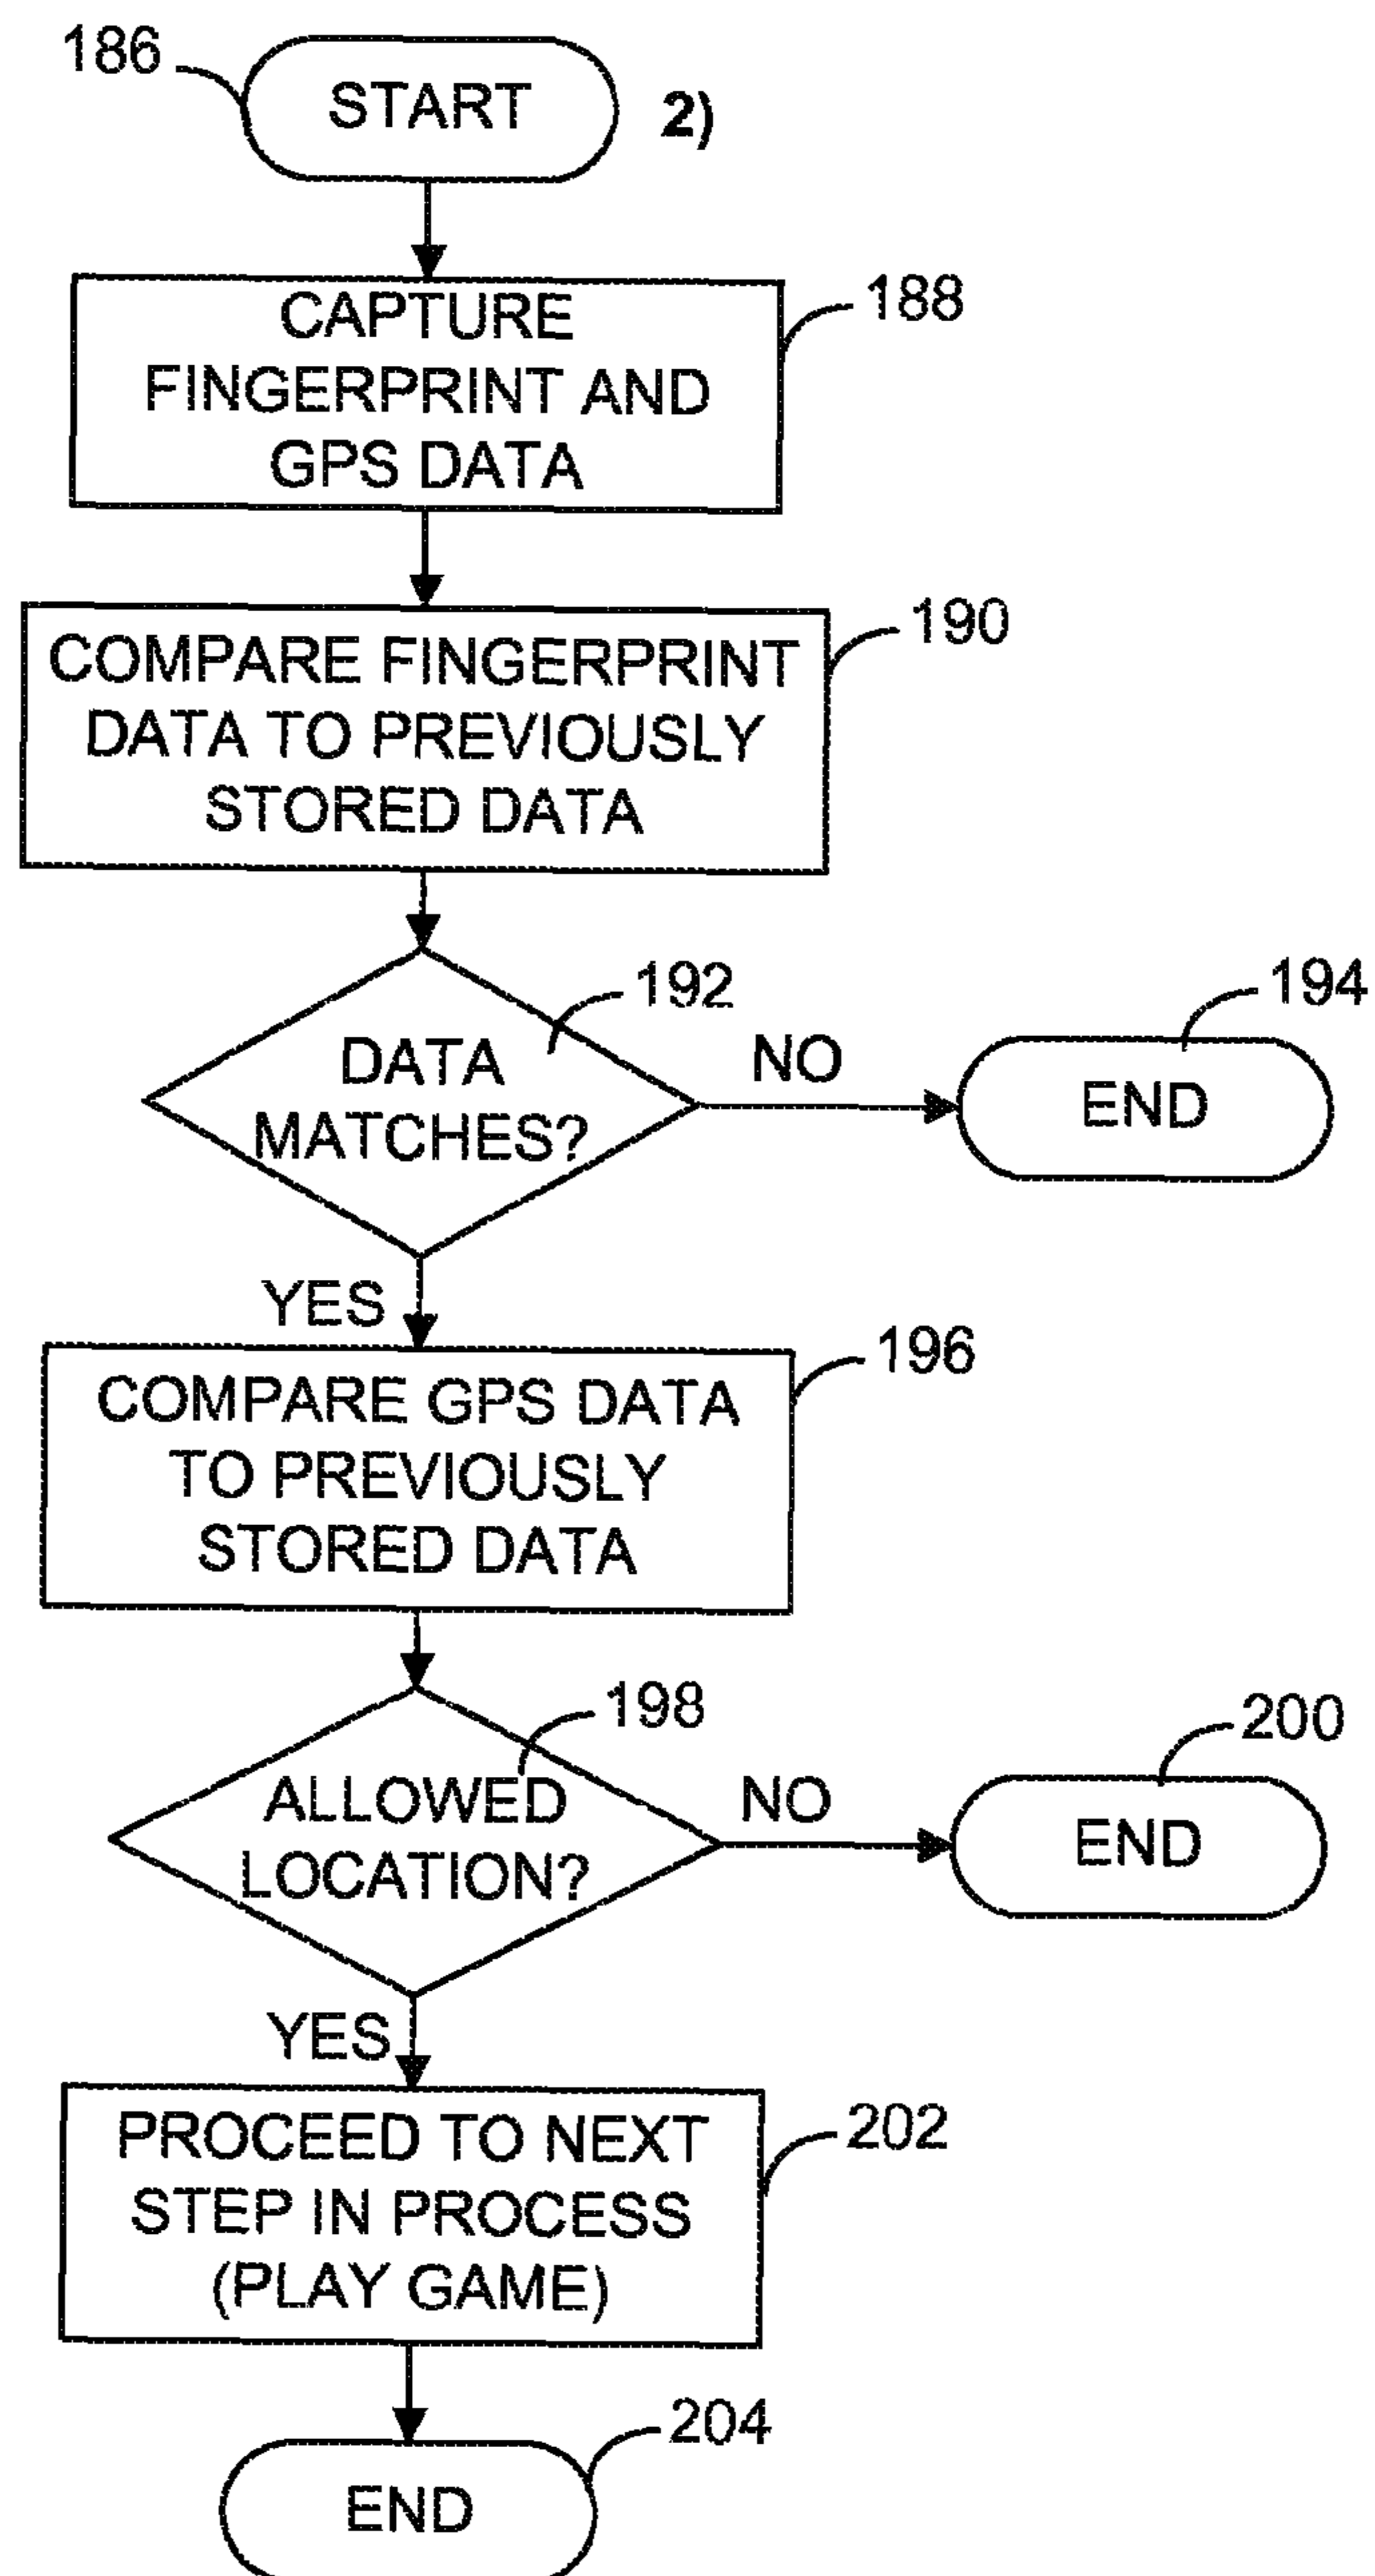 186
START
2)
188
CAPTURE
FINGERPRINT AND
GPS DATA
190
COMPARE FINGERPRINT
DATA TO PREVIOUSLY
STORED DATA
192
DATA
MATCHES?
NO
194
END
YES
196
COMPARE GPS DATA
TO PREVIOUSLY
STORED DATA
198
ALLOWED
LOCATION?
NO
200
END
YES
202
PROCEED TO NEXT
STEP IN PROCESS
(PLAY GAME)
204
END